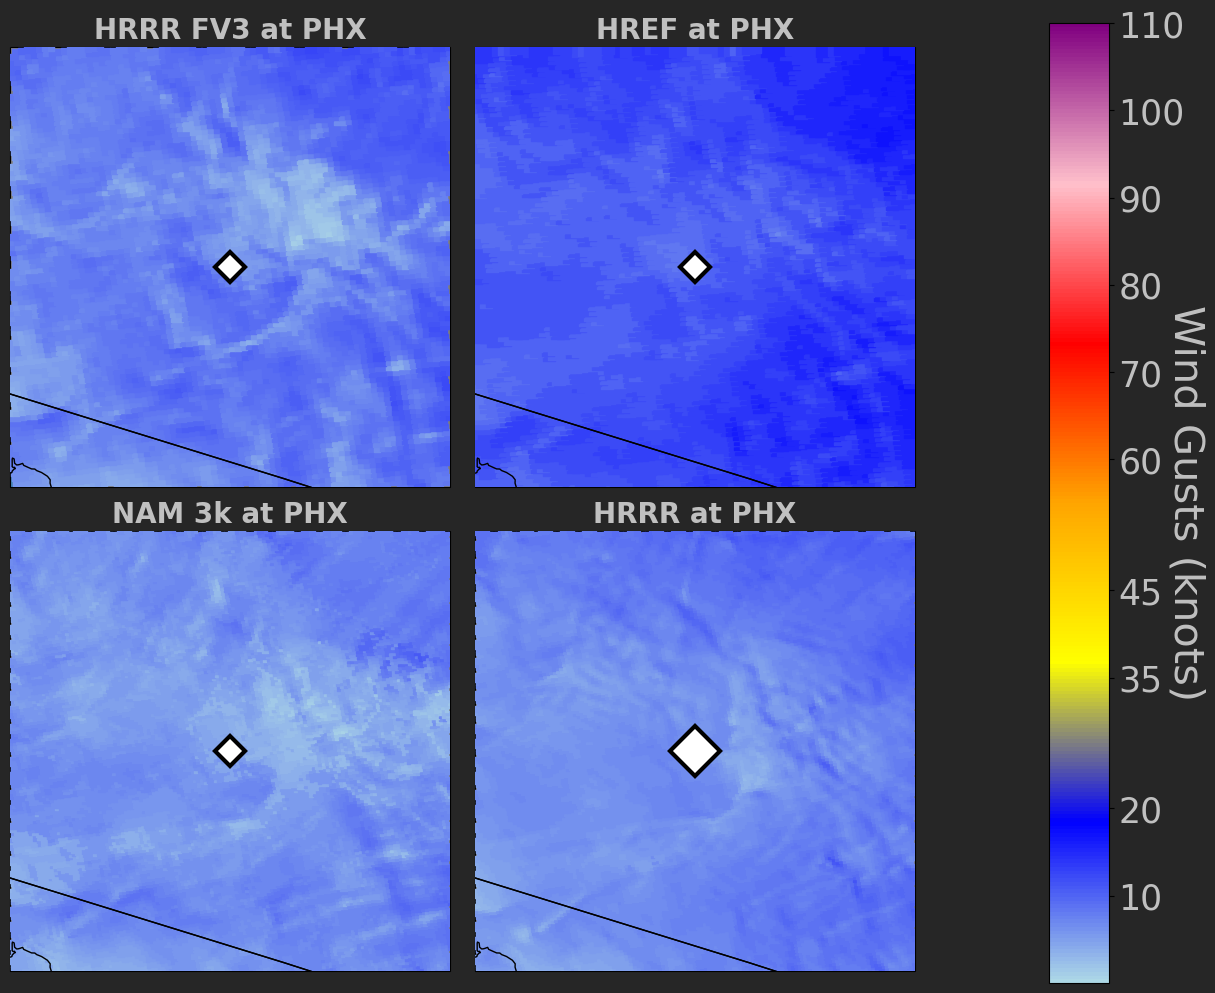 HRRR FV3 at PHX
HREF at PHX
NAM 3k at PHX
HRRR at PHX
110
100
90
80
70
60
45
35
20
10
Wind Gusts (knots)